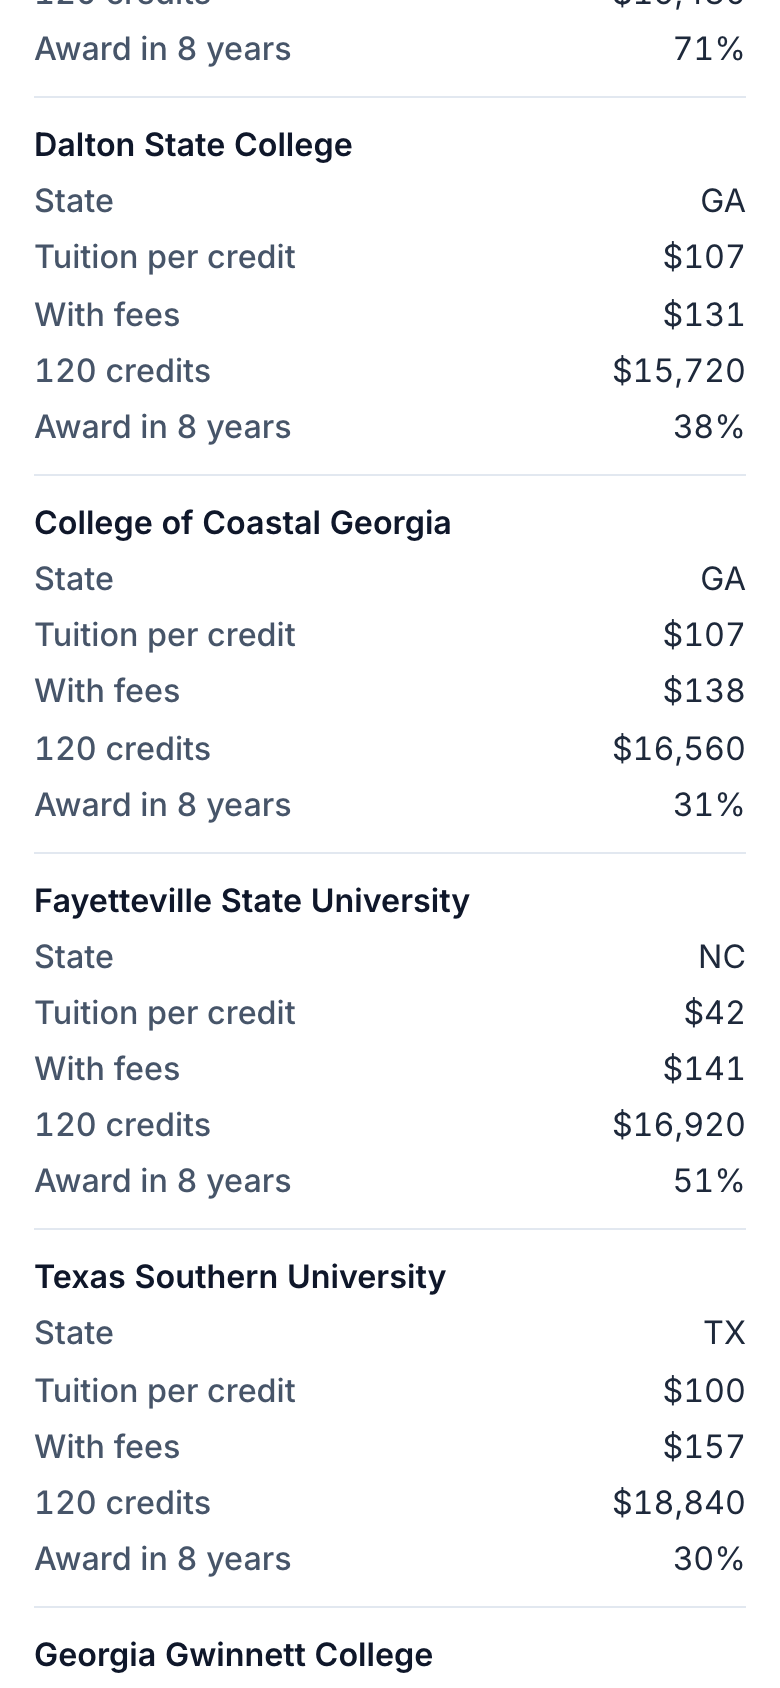 120 credits
Award in 8 years 71%
Dalton State College
State GA
Tuition per credit $107
With fees $131
120 credits $15,720
Award in 8 years 38%
College of Coastal Georgia
State GA
Tuition per credit $107
With fees $138
120 credits $16,560
Award in 8 years 31%
Fayetteville State University
State NC
Tuition per credit $42
With fees $141
120 credits $16,920
Award in 8 years 51%
Texas Southern University
State TX
Tuition per credit $100
With fees $157
120 credits $18,840
Award in 8 years 30%
Georgia Gwinnett College